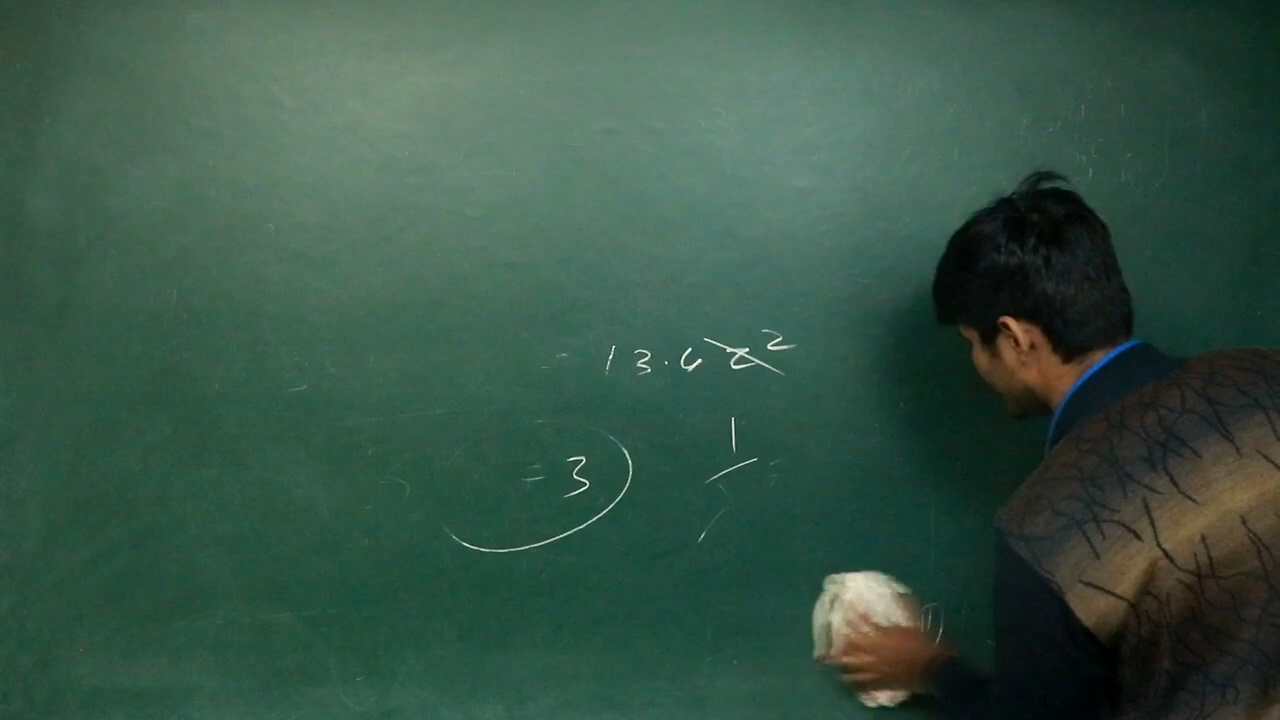 = 13.6 z²
= 3
1